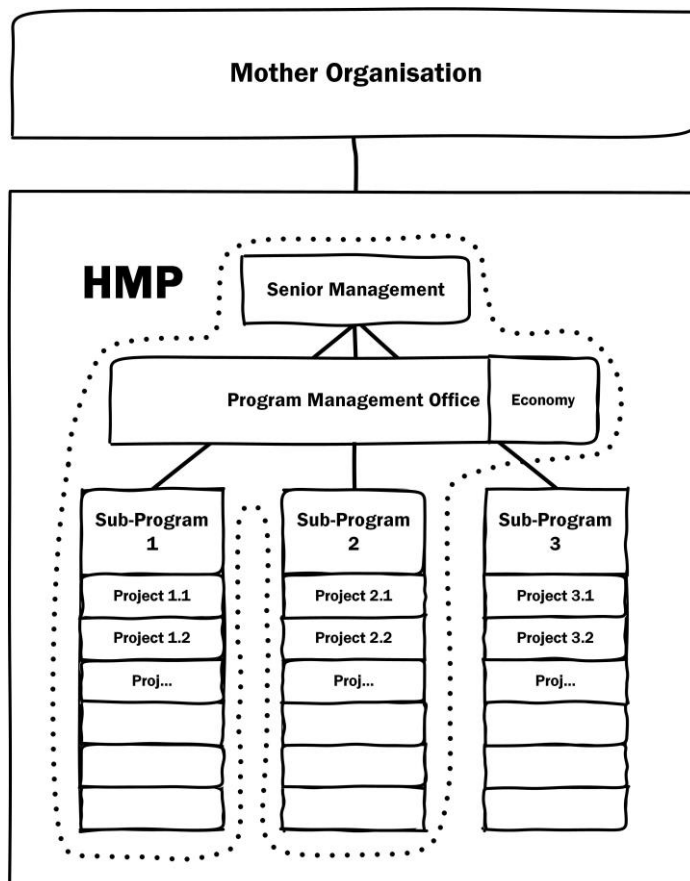 Mother Organisation
HMP
Senior Management
Program Management Office
Economy
Sub-Program
1
Project 1.1
Project 1.2
Proj...
Sub-Program
2
Project 2.1
Project 2.2
Proj...
Sub-Program
3
Project 3.1
Project 3.2
Proj...